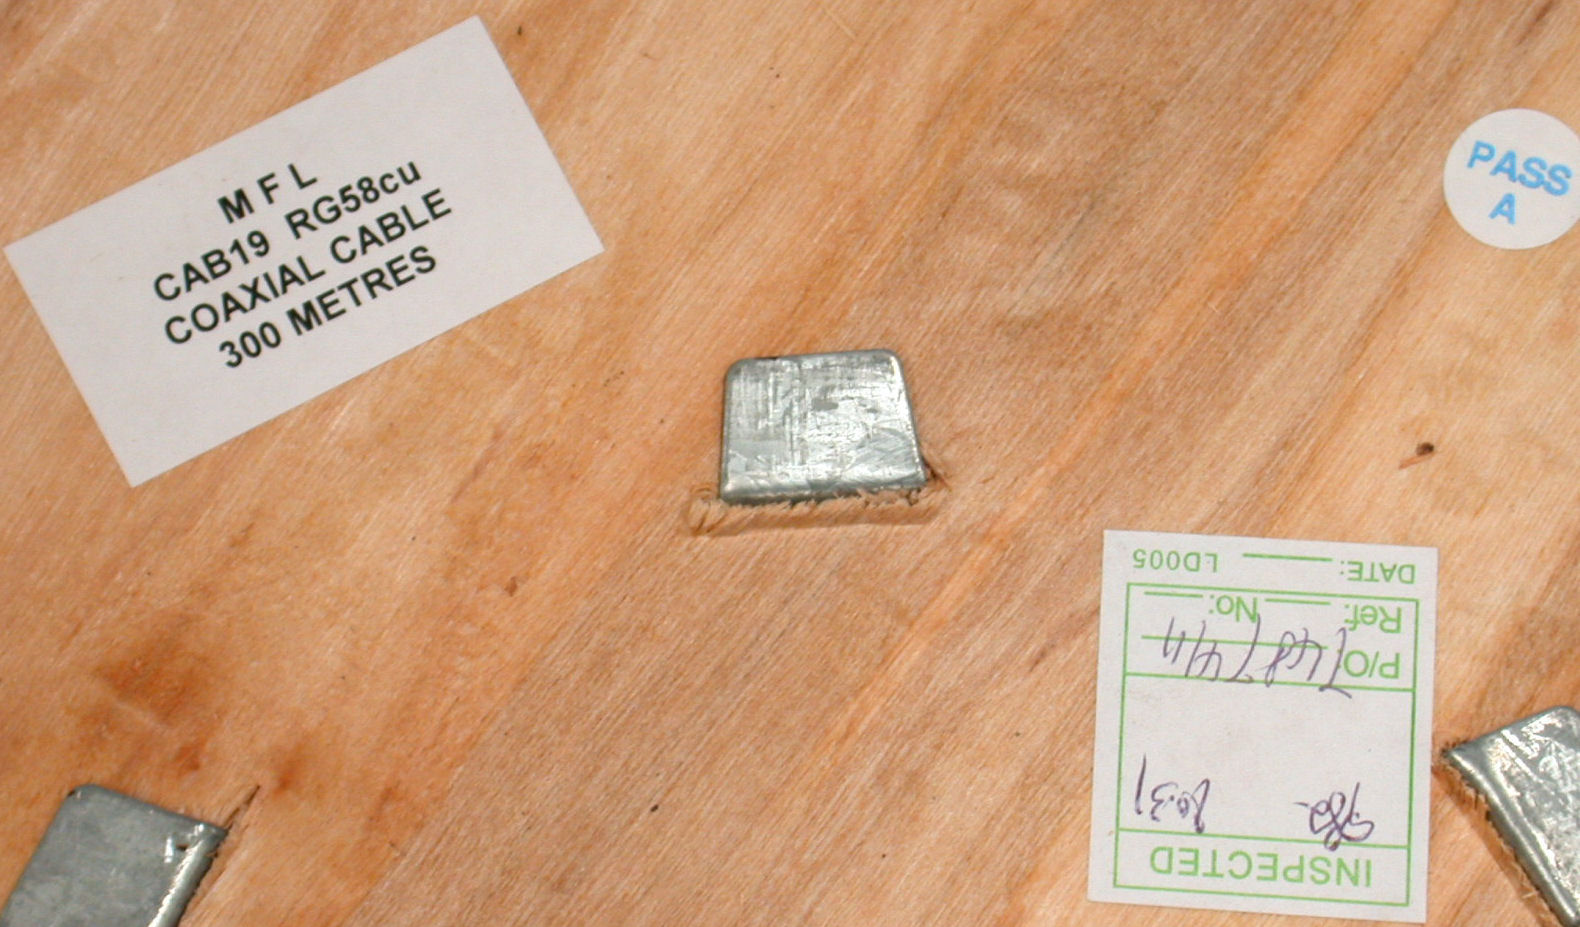 M F L
CAB19 RG58cu
COAXIAL CABLE
300 METRES
PASS
A
INSPECTED
P/O
Ref: No:
DATE: LD005